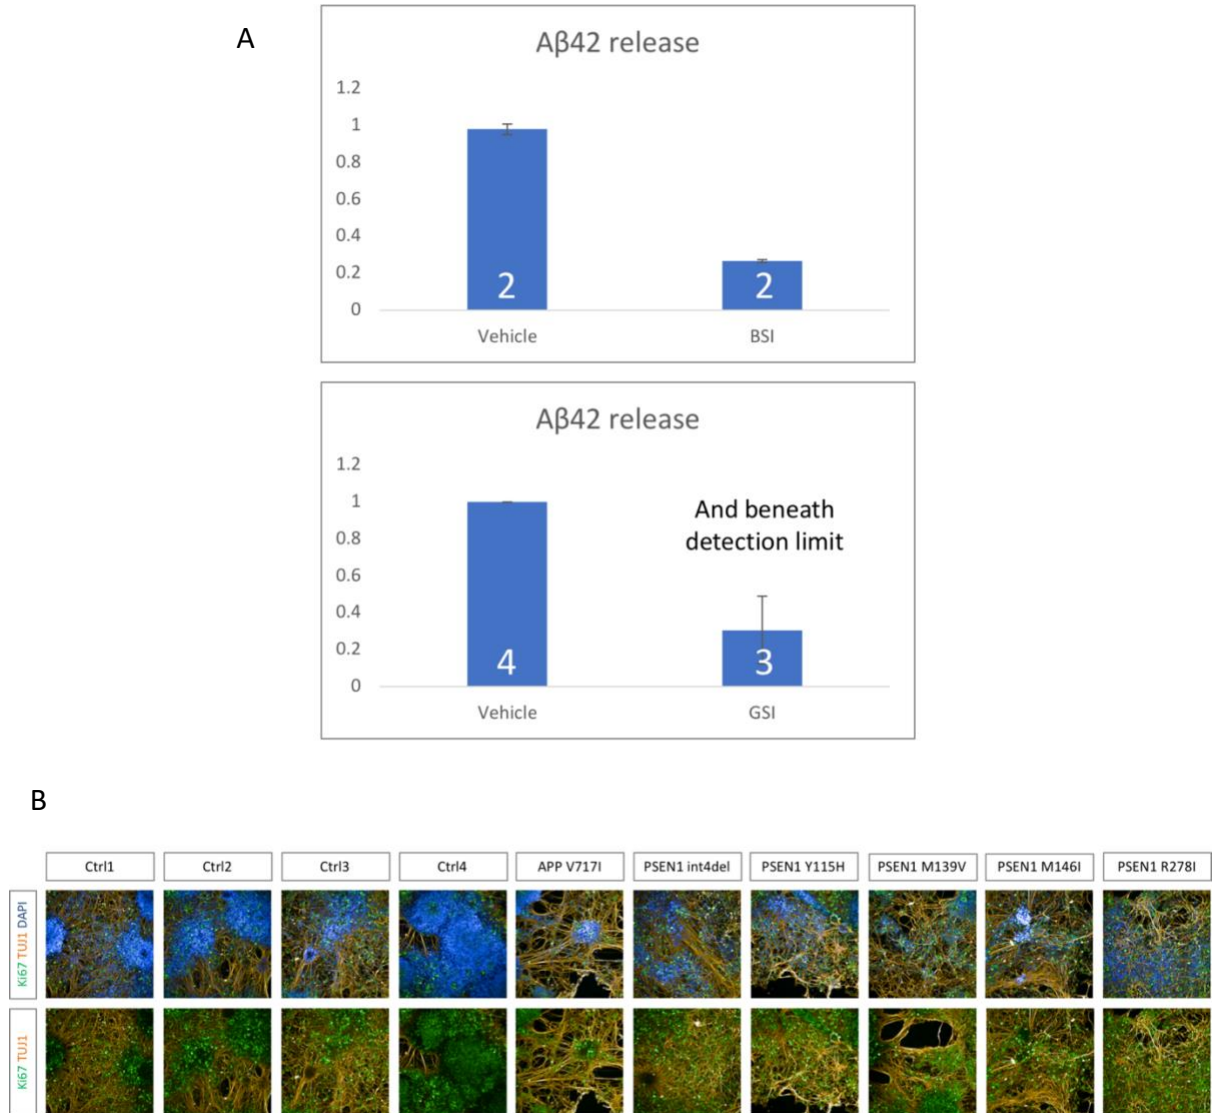 A
Aβ42 release
1.2
1
0.8
0.6
0.4
0.2
0
2
2
Vehicle
BSI
Aβ42 release
1.2
1
0.8
0.6
0.4
0.2
0
And beneath
detection limit
4
3
Vehicle
GSI
B
Ctrl1
Ctrl2
Ctrl3
Ctrl4
APP V717I
PSEN1 int4del
PSEN1 Y115H
PSEN1 M139V
PSEN1 M146I
PSEN1 R278I
Ki67 TUJ1 DAPI
Ki67 TUJ1